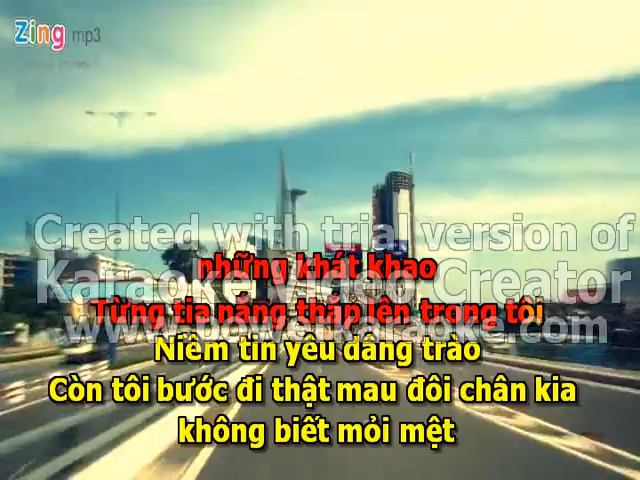 Zing mp3
Created with trial version of
những khát khao
Karaoke Video Creator
Từng tia nắng thắp lên trong tôi
www.powerkaraoke.com
Niềm tin yêu dâng trào
Còn tôi bước đi thật mau đôi chân kia
không biết mỏi mệt